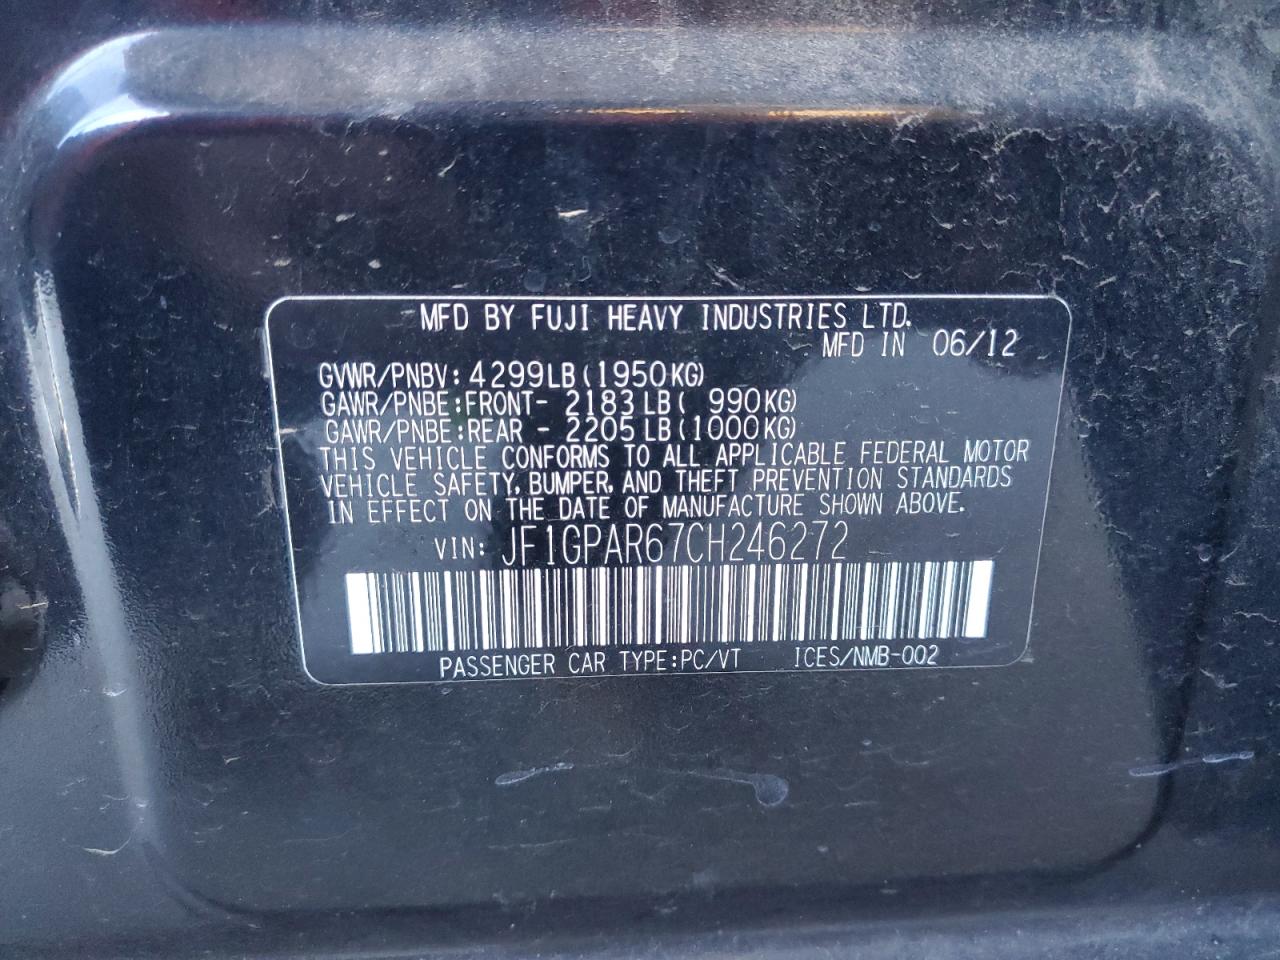 MFD BY FUJI HEAVY INDUSTRIES LTD.
MFD IN 06/12
GVWR/PNBV: 4299LB(1950KG)
GAWR/PNBE:FRONT- 2183LB( 990KG)
GAWR/PNBE:REAR - 2205LB(1000KG)
THIS VEHICLE CONFORMS TO ALL APPLICABLE FEDERAL MOTOR
VEHICLE SAFETY, BUMPER, AND THEFT PREVENTION STANDARDS
IN EFFECT ON THE DATE OF MANUFACTURE SHOWN ABOVE.
VIN: JF1GPAR67CH246272
PASSENGER CAR TYPE:PC/VT ICES/NMB-002